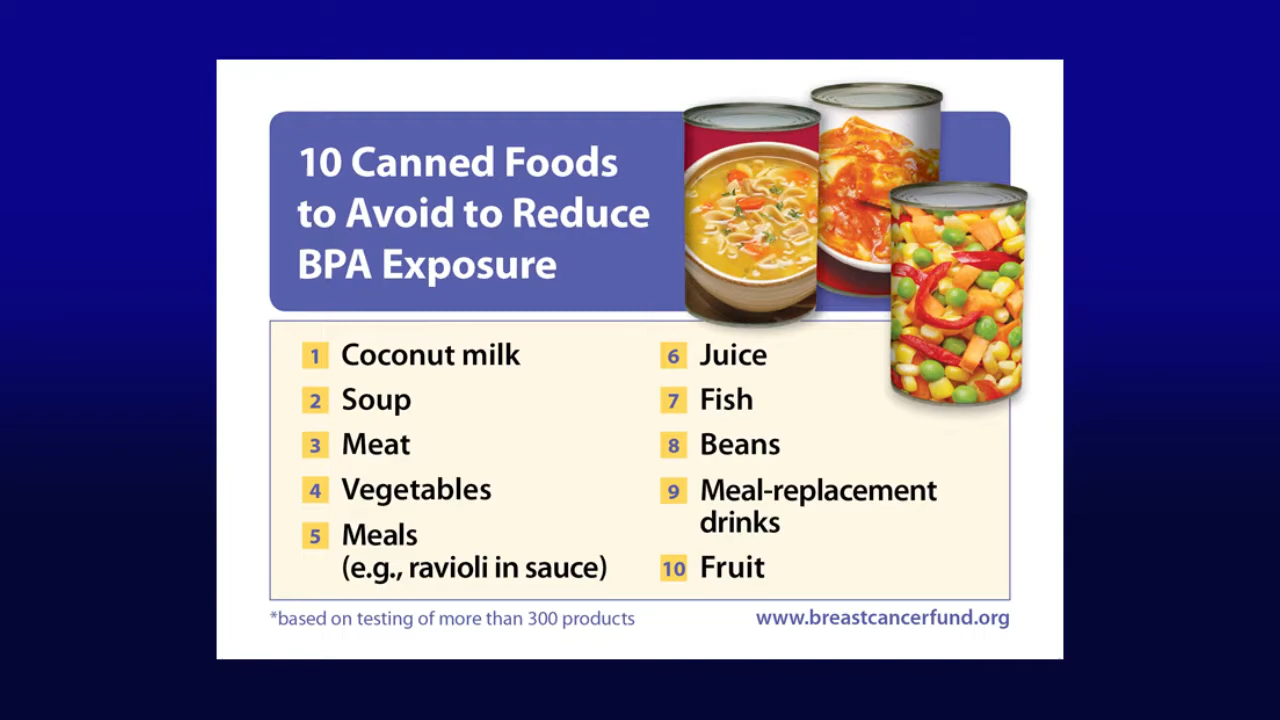 10 Canned Foods
to Avoid to Reduce
BPA Exposure
1 Coconut milk
2 Soup
3 Meat
4 Vegetables
5 Meals
(e.g., ravioli in sauce)
6 Juice
7 Fish
8 Beans
9 Meal-replacement
drinks
10 Fruit
*based on testing of more than 300 products
www.breastcancerfund.org